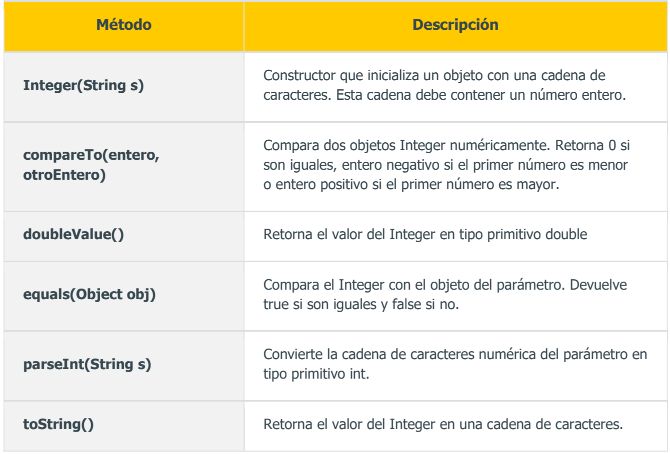 Método
Descripción
Integer(String s)
Constructor que inicializa un objeto con una cadena de
caracteres. Esta cadena debe contener un número entero.
compareTo(entero,
otroEntero)
Compara dos objetos Integer numéricamente. Retorna 0 si
son iguales, entero negativo si el primer número es menor
o entero positivo si el primer número es mayor.
doubleValue()
Retorna el valor del Integer en tipo primitivo double
equals(Object obj)
Compara el Integer con el objeto del parámetro. Devuelve
true si son iguales y false si no.
parseInt(String s)
Convierte la cadena de caracteres numérica del parámetro en
tipo primitivo int.
toString()
Retorna el valor del Integer en una cadena de caracteres.